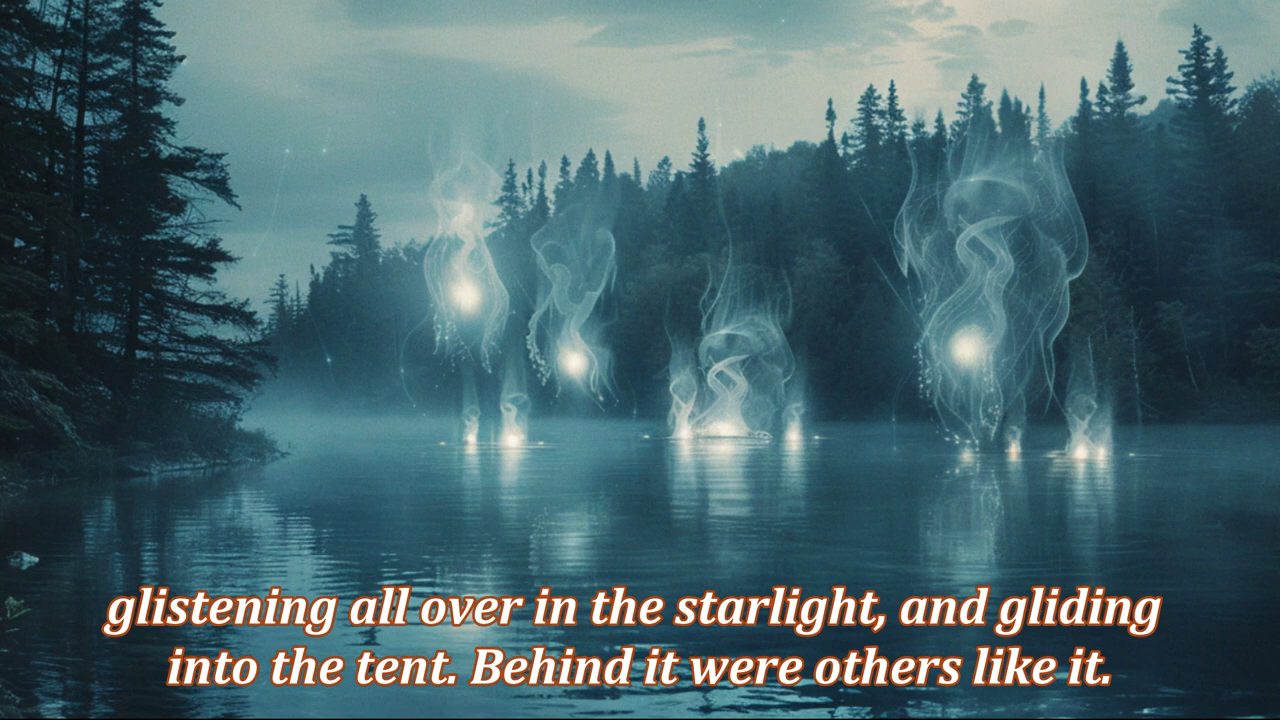 glistening all over in the starlight, and gliding
into the tent. Behind it were others like it.